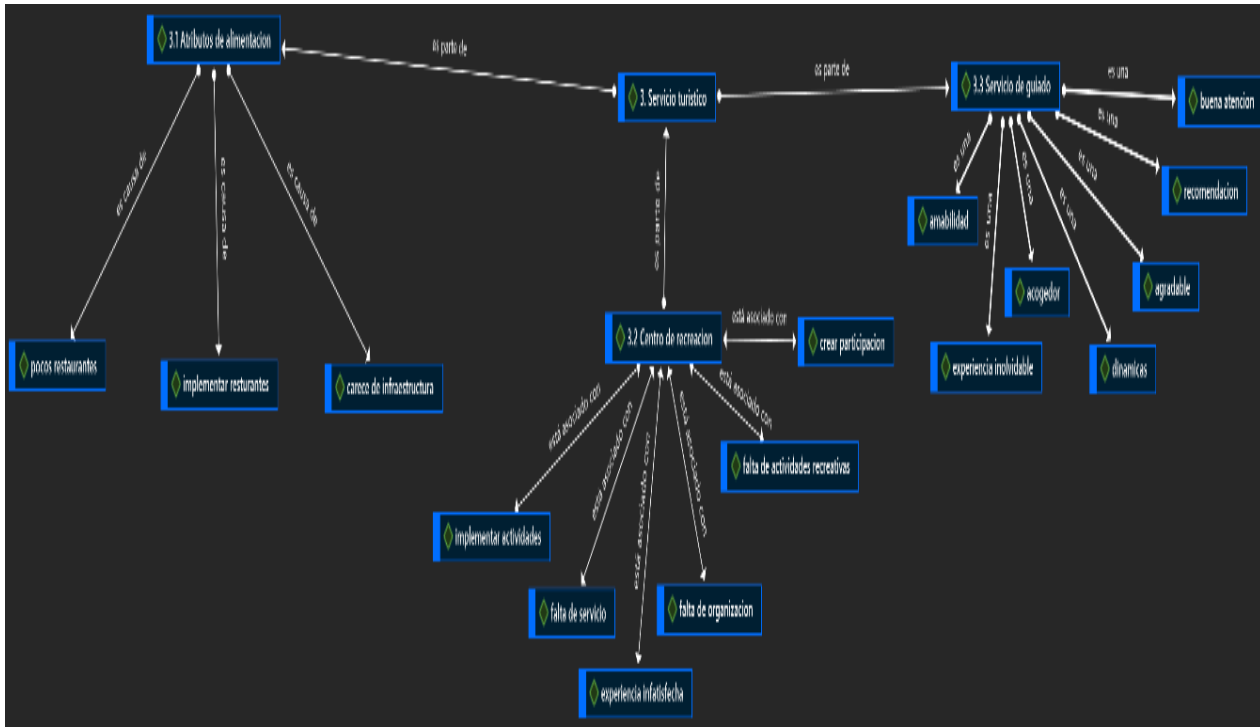 3.1 Atributos de alimentacion
es parte de
3. Servicio turistico
es parte de
3.3 Servicio de guiado
es una
buena atencion
es una
recomendacion
es una
amabilidad
es una
experiencia inolvidable
es una
acogedor
es una
dinamicas
es una
agradable
es causa de
pocos restaurantes
es causa de
implementar resturantes
es causa de
carece de infraestructura
es parte de
3.2 Centro de recreacion
está asociado con
crear participacion
está asociado con
implementar actividades
está asociado con
falta de servicio
está asociado con
experiencia infatisfecha
está asociado con
falta de organizacion
está asociado con
falta de actividades recreativas